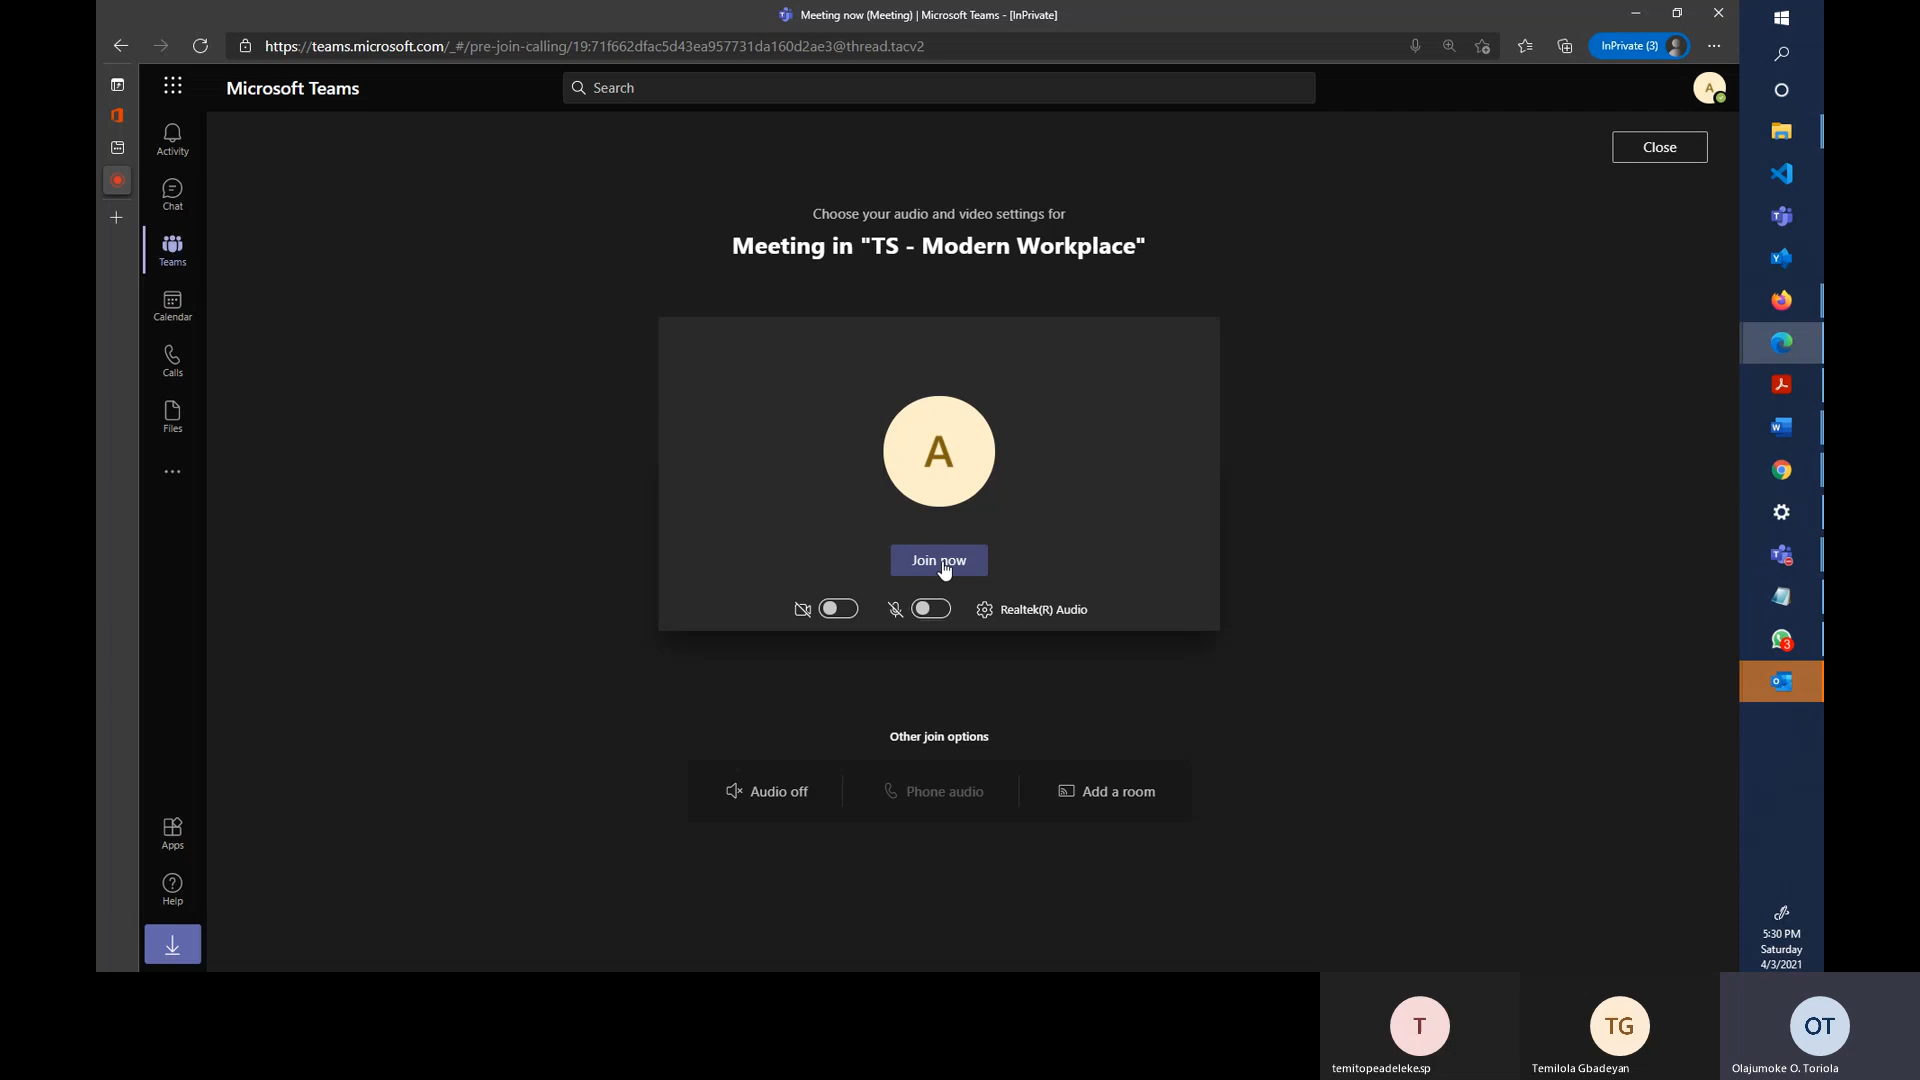 Meeting now (Meeting) | Microsoft Teams - [InPrivate]
https://teams.microsoft.com/_#/pre-join-calling/19:71f662dfac5d43ea957731da160d2ae3@thread.tacv2
InPrivate (3)
Microsoft Teams
Search
A
Activity
Chat
Teams
Calendar
Calls
Files
Apps
Help
Close
Choose your audio and video settings for
Meeting in "TS - Modern Workplace"
A
Join now
Realtek(R) Audio
Other join options
Audio off
Phone audio
Add a room
3
5:30 PM
Saturday
4/3/2021
T
temitopeadeleke.sp
TG
Temilola Gbadeyan
OT
Olajumoke O. Toriola